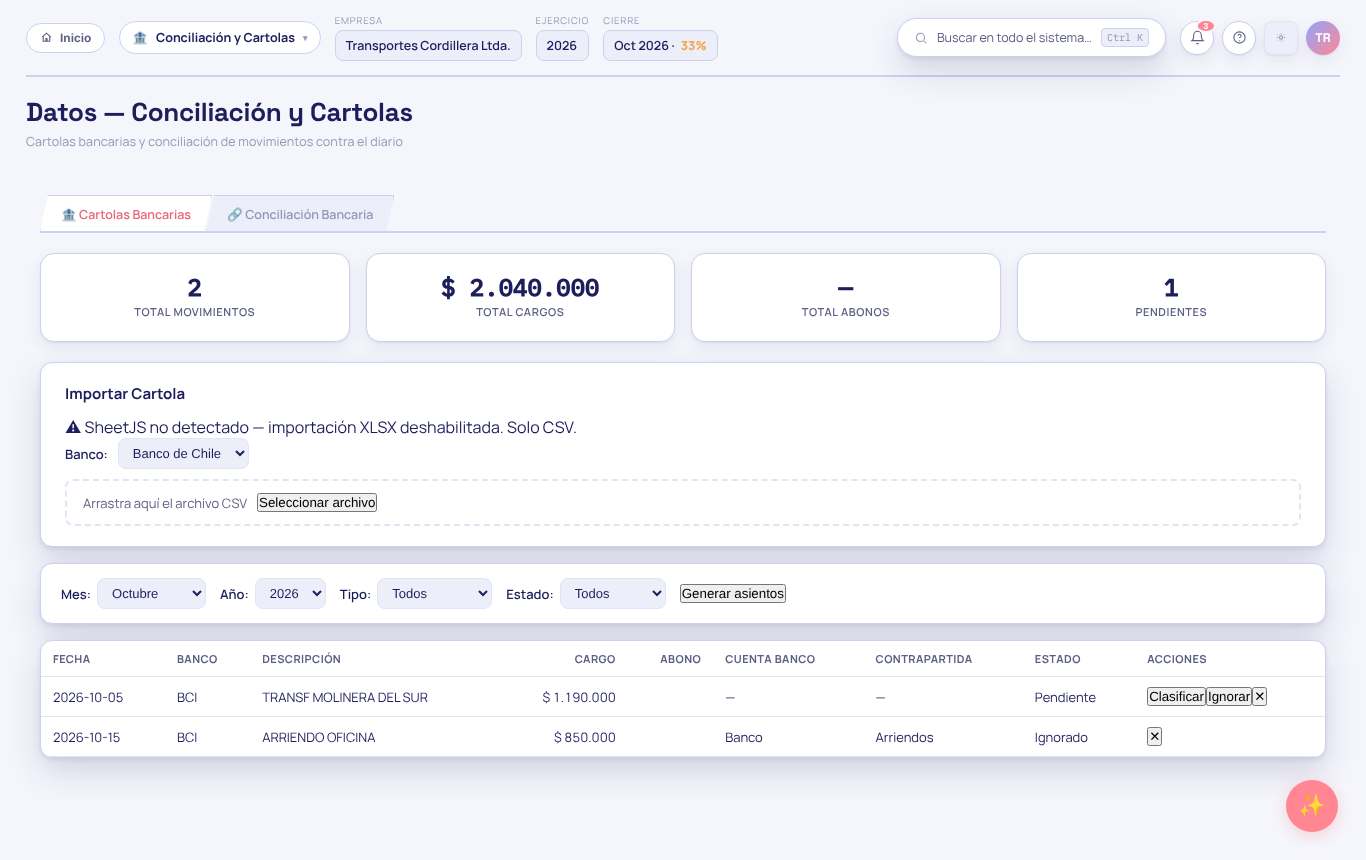 Inicio
Conciliación y Cartolas
EMPRESA
Transportes Cordillera Ltda.
EJERCICIO
2026
CIERRE
Oct 2026 · 33%
Buscar en todo el sistema...
Ctrl K
3
TR
Datos — Conciliación y Cartolas
Cartolas bancarias y conciliación de movimientos contra el diario
Cartolas Bancarias
Conciliación Bancaria
2
TOTAL MOVIMIENTOS
$ 2.040.000
TOTAL CARGOS
—
TOTAL ABONOS
1
PENDIENTES
Importar Cartola
⚠ SheetJS no detectado — importación XLSX deshabilitada. Solo CSV.
Banco: Banco de Chile
Arrastra aquí el archivo CSV Seleccionar archivo
Mes: Octubre Año: 2026 Tipo: Todos Estado: Todos Generar asientos
FECHA BANCO DESCRIPCIÓN CARGO ABONO CUENTA BANCO CONTRAPARTIDA ESTADO ACCIONES
2026-10-05 BCI TRANSF MOLINERA DEL SUR $ 1.190.000 — — Pendiente Clasificar Ignorar ✕
2026-10-15 BCI ARRIENDO OFICINA $ 850.000 Banco Arriendos Ignorado ✕